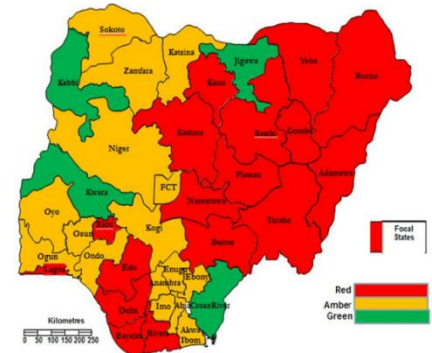 Sokoto
Katsina
Jigawa
Yobe
Borno
Kebbi
Zamfara
Kano
Kaduna
Bauchi
Gombe
Adamawa
Niger
Plateau
FCT
Kwara
Nassarawa
Taraba
Oyo
Ekiti
Kogi
Benue
Osun
Ogun
Ondo
Lagos
Edo
Enugu
Ebony
Anambra
CrossRiver
Delta
Imo
Abia
Bayelsa
Rivers
Akwa
Ibom
Focal
States
Red
Amber
Green
Kilometres
0 50 100 150 200 250